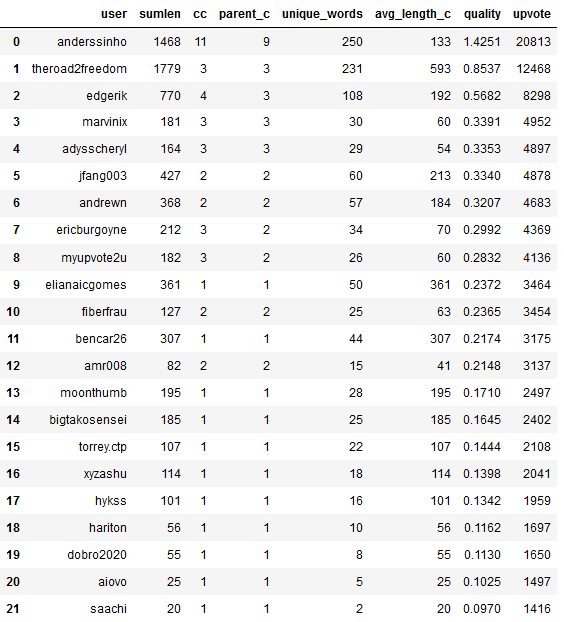 user sumlen cc parent_c unique_words avg_length_c quality upvote
0 anderssinho 1468 11 9 250 133 1.4251 20813
1 theroad2freedom 1779 3 3 231 593 0.8537 12468
2 edgerik 770 4 3 108 192 0.5682 8298
3 marvinix 181 3 3 30 60 0.3391 4952
4 adysscheryl 164 3 3 29 54 0.3353 4897
5 jfang003 427 2 2 60 213 0.3340 4878
6 andrewn 368 2 2 57 184 0.3207 4683
7 ericburgoyne 212 3 2 34 70 0.2992 4369
8 myupvote2u 182 3 2 26 60 0.2832 4136
9 elianaicgomes 361 1 1 50 361 0.2372 3464
10 fiberfrau 127 2 2 25 63 0.2365 3454
11 bencar26 307 1 1 44 307 0.2174 3175
12 amr008 82 2 2 15 41 0.2148 3137
13 moonthumb 195 1 1 28 195 0.1710 2497
14 bigtakosensei 185 1 1 25 185 0.1645 2402
15 torrey.ctp 107 1 1 22 107 0.1444 2108
16 xyzashu 114 1 1 18 114 0.1398 2041
17 hykss 101 1 1 16 101 0.1342 1959
18 hariton 56 1 1 10 56 0.1162 1697
19 dobro2020 55 1 1 8 55 0.1130 1650
20 aiovo 25 1 1 5 25 0.1025 1497
21 saachi 20 1 1 2 20 0.0970 1416